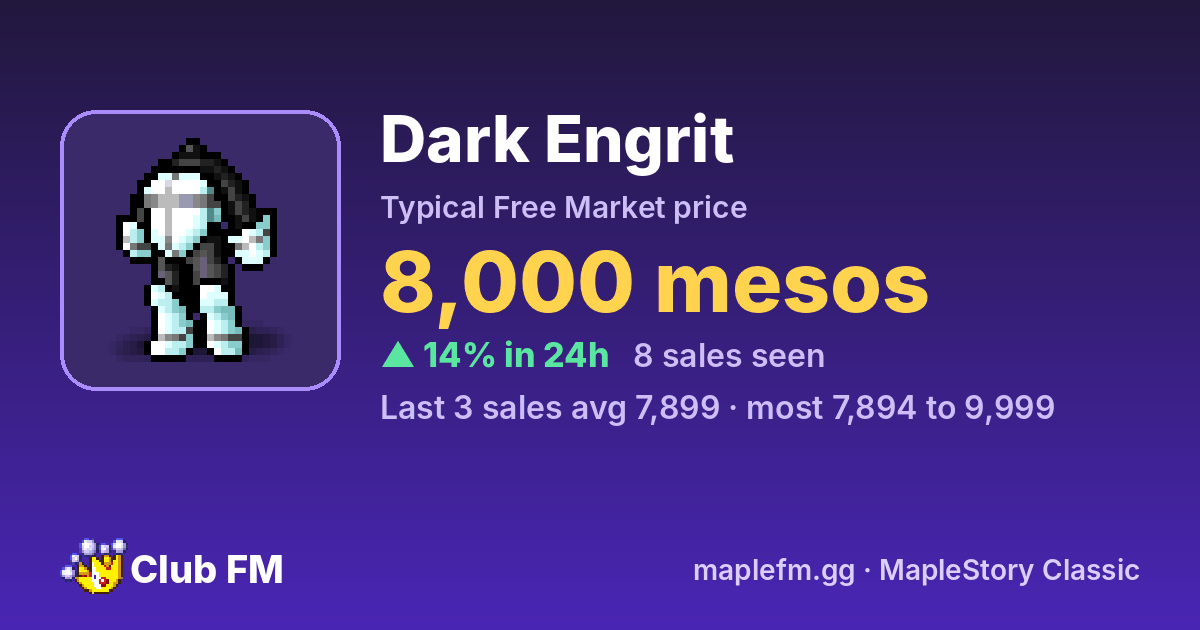 Dark Engrit
Typical Free Market price
8,000 mesos
▲ 14% in 24h 8 sales seen
Last 3 sales avg 7,899 · most 7,894 to 9,999
Club FM
maplefm.gg · MapleStory Classic